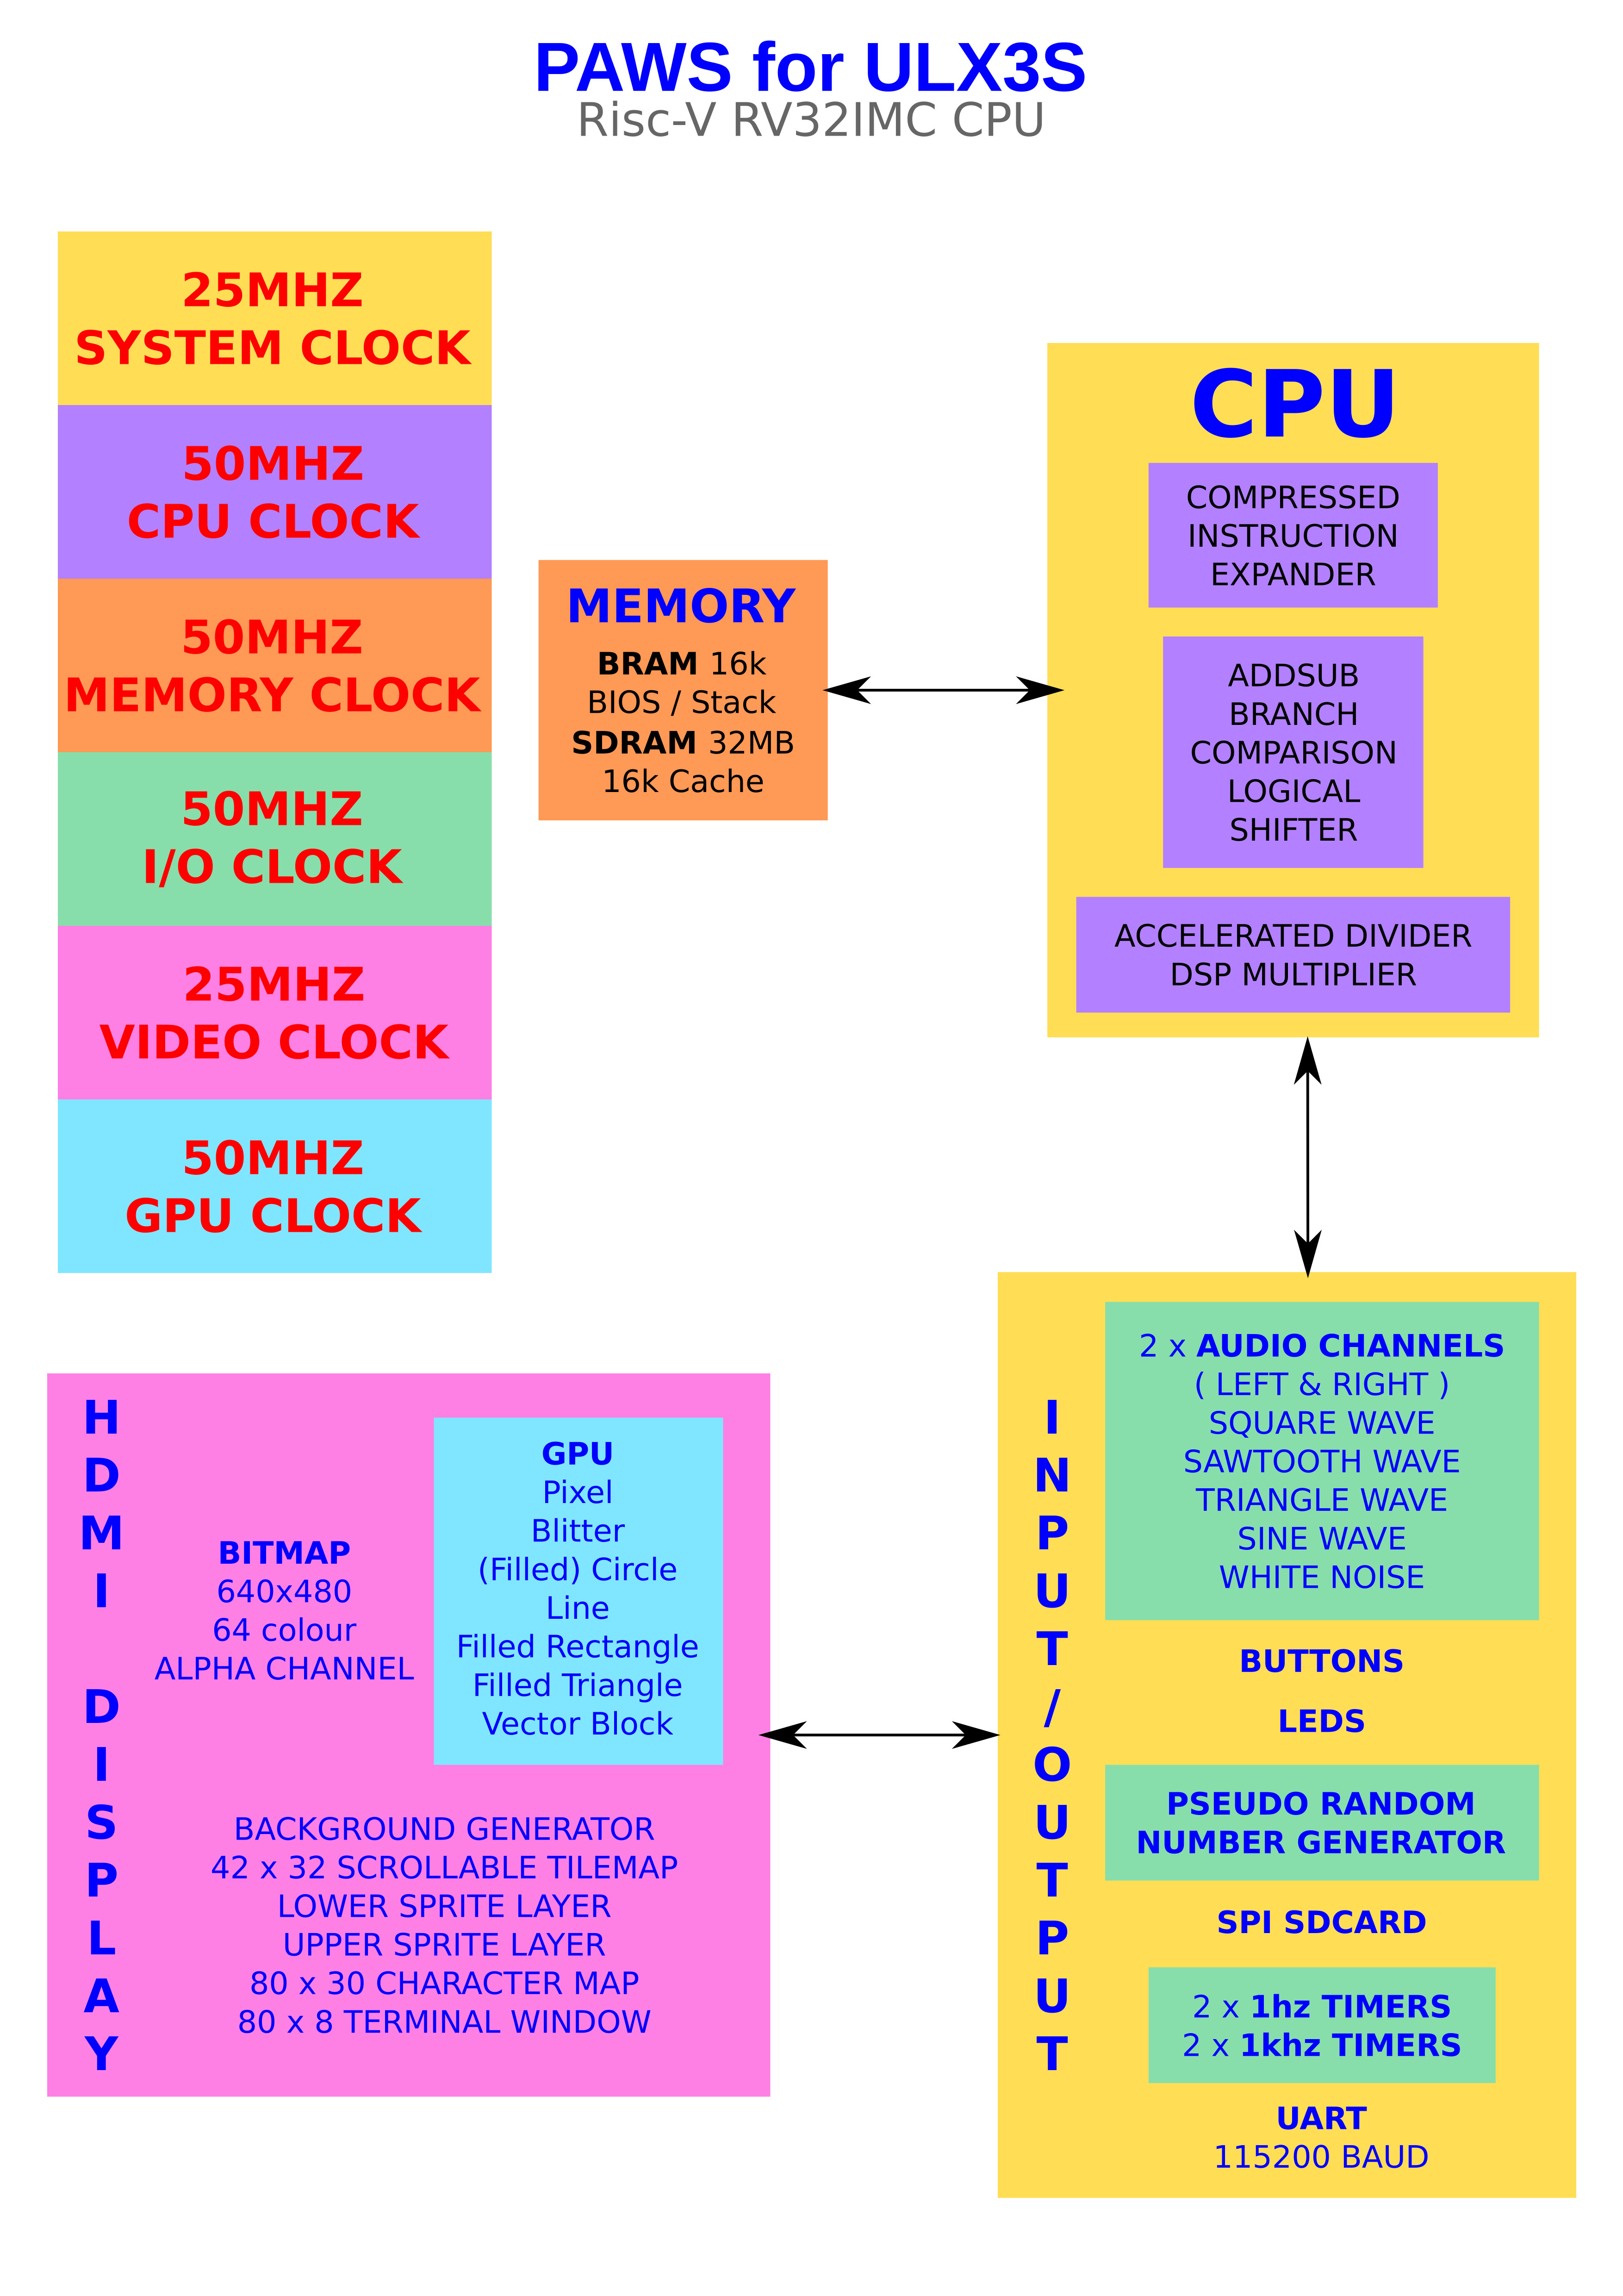 PAWS for ULX3S
Risc-V RV32IMC CPU
25MHZ
SYSTEM CLOCK
50MHZ
CPU CLOCK
50MHZ
MEMORY CLOCK
50MHZ
I/O CLOCK
25MHZ
VIDEO CLOCK
50MHZ
GPU CLOCK
MEMORY
BRAM 16k
BIOS / Stack
SDRAM 32MB
16k Cache
CPU
COMPRESSED
INSTRUCTION
EXPANDER
ADDSUB
BRANCH
COMPARISON
LOGICAL
SHIFTER
ACCELERATED DIVIDER
DSP MULTIPLIER
HDMI DISPLAY
BITMAP
640x480
64 colour
ALPHA CHANNEL
GPU
Pixel
Blitter
(Filled) Circle
Line
Filled Rectangle
Filled Triangle
Vector Block
BACKGROUND GENERATOR
42 x 32 SCROLLABLE TILEMAP
LOWER SPRITE LAYER
UPPER SPRITE LAYER
80 x 30 CHARACTER MAP
80 x 8 TERMINAL WINDOW
INPUT/OUTPUT
2 x AUDIO CHANNELS
( LEFT & RIGHT )
SQUARE WAVE
SAWTOOTH WAVE
TRIANGLE WAVE
SINE WAVE
WHITE NOISE
BUTTONS
LEDS
PSEUDO RANDOM
NUMBER GENERATOR
SPI SDCARD
2 x 1hz TIMERS
2 x 1khz TIMERS
UART
115200 BAUD